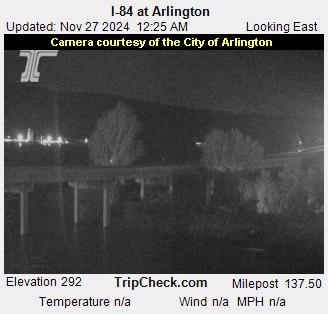 I-84 at Arlington
Updated: Nov 27 2024 12:25 AM Looking East
Camera courtesy of the City of Arlington
Elevation 292 TripCheck.com Milepost 137.50
Temperature n/a Wind n/a MPH n/a